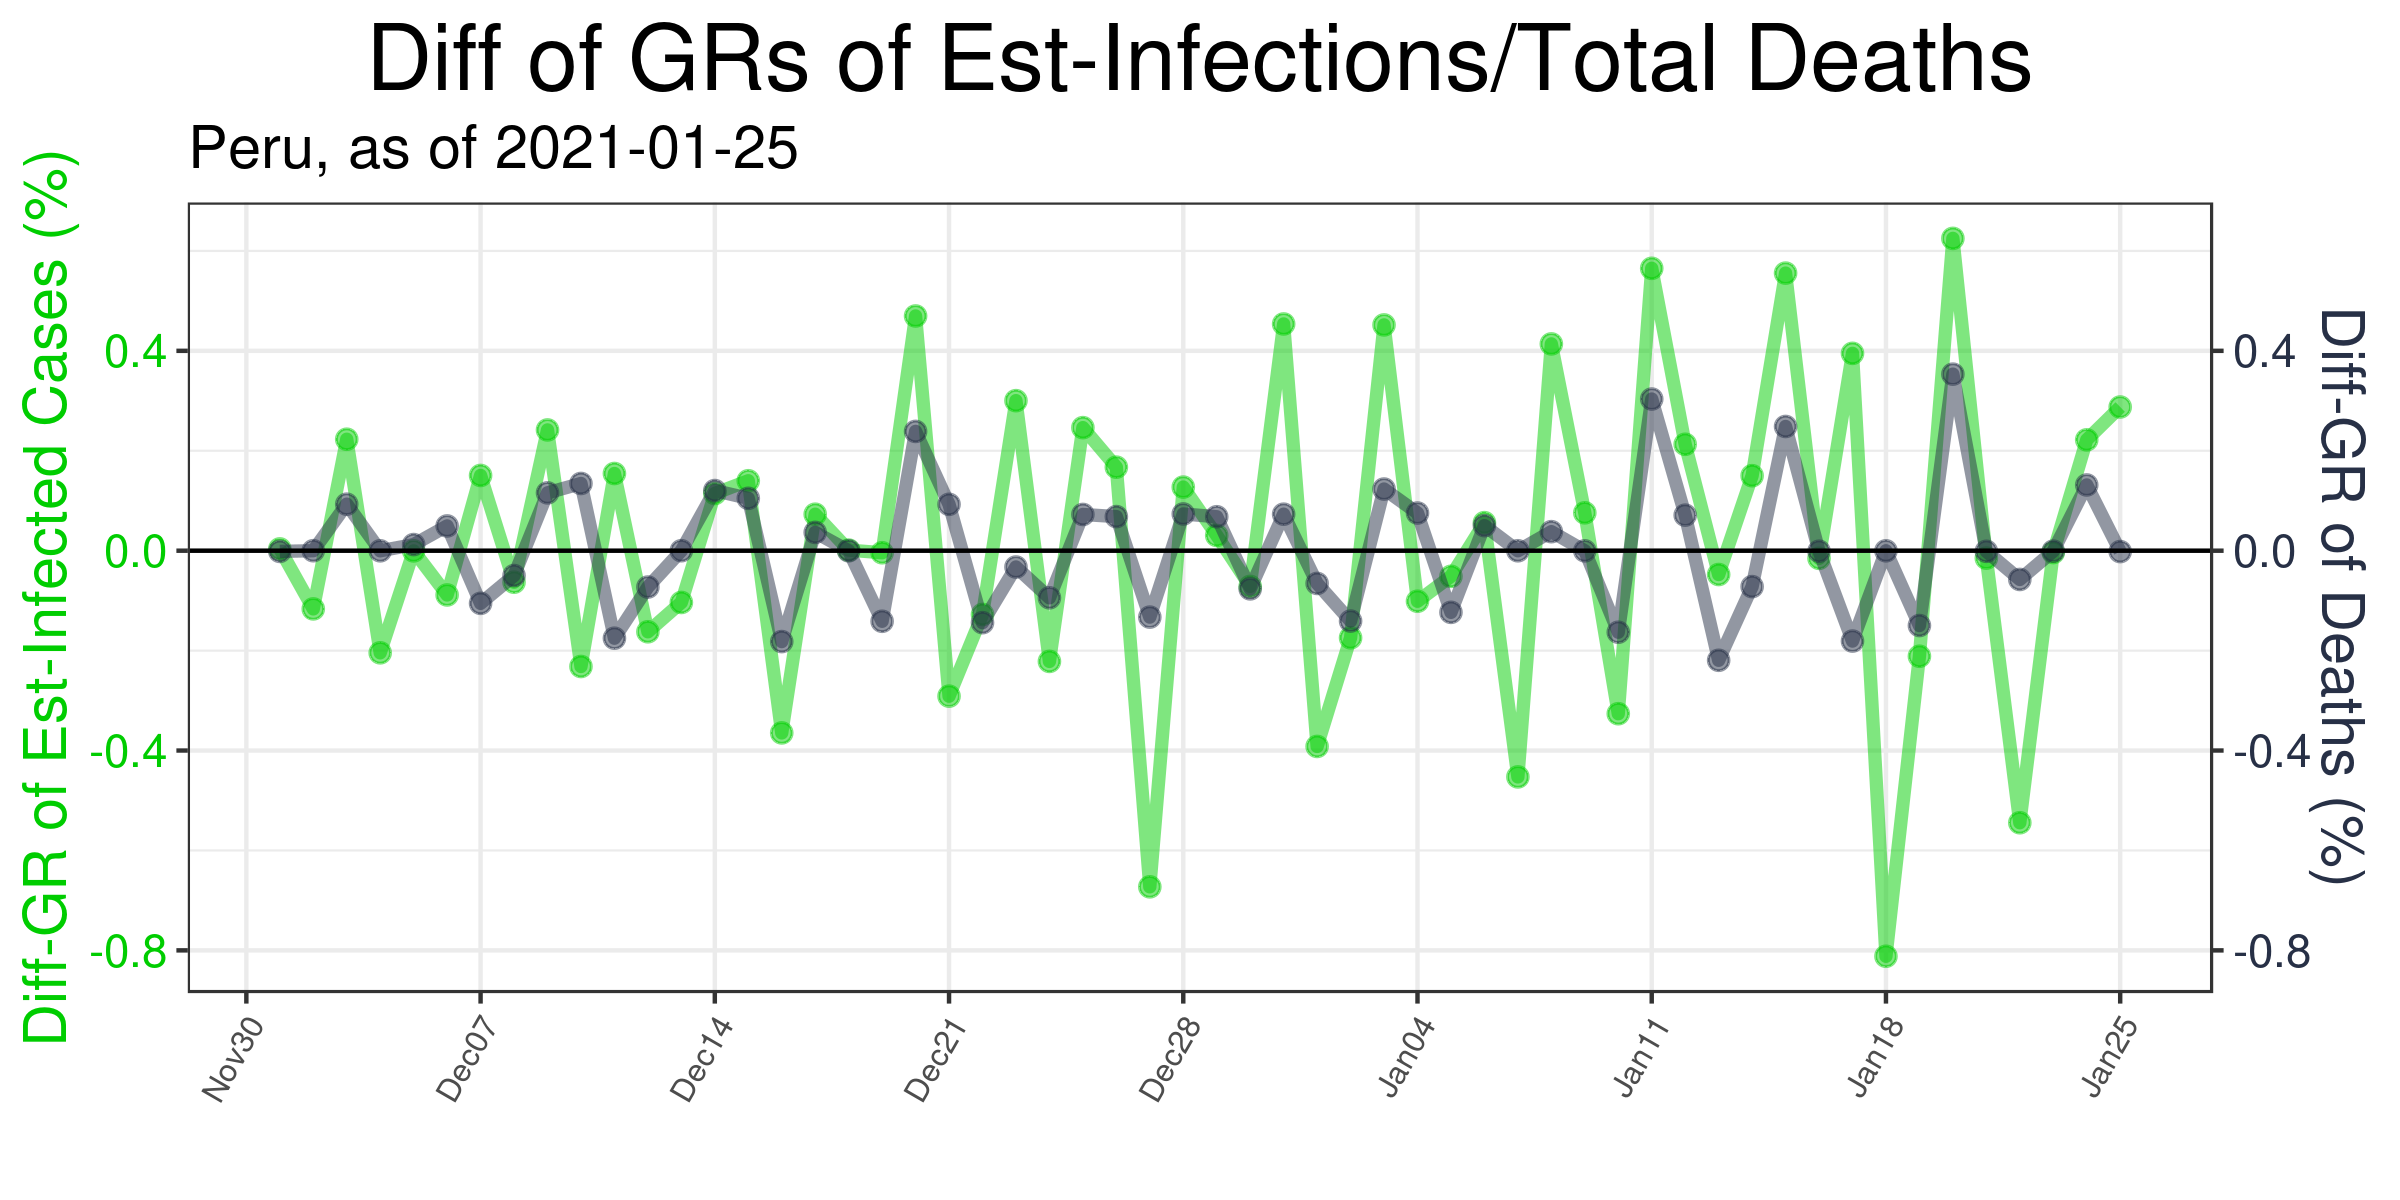 Diff of GRs of Est-Infections/Total Deaths
Peru, as of 2021-01-25
Diff-GR of Est-Infected Cases (%)
0.4
0.0
-0.4
-0.8
0.4
0.0
-0.4
-0.8
Diff-GR of Deaths (%)
Nov30
Dec07
Dec14
Dec21
Dec28
Jan04
Jan11
Jan18
Jan25